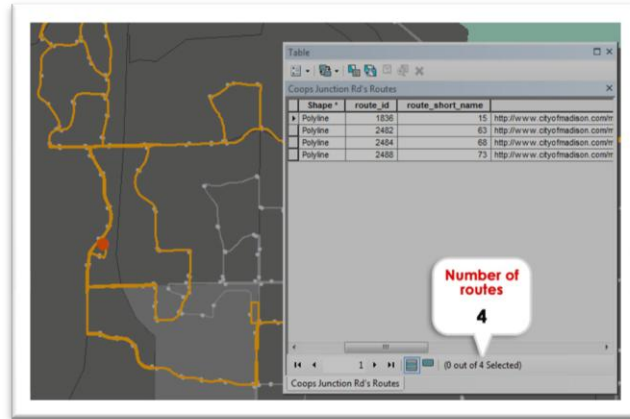 Table
Coops Junction Rd's Routes
Shape * route_id route_short_name
Polyline 1836 15 http://www.cityofmadison.com/m
Polyline 2482 63 http://www.cityofmadison.com/m
Polyline 2484 68 http://www.cityofmadison.com/m
Polyline 2488 73 http://www.cityofmadison.com/m
Number of
routes
4
1 (0 out of 4 Selected)
Coops Junction Rd's Routes